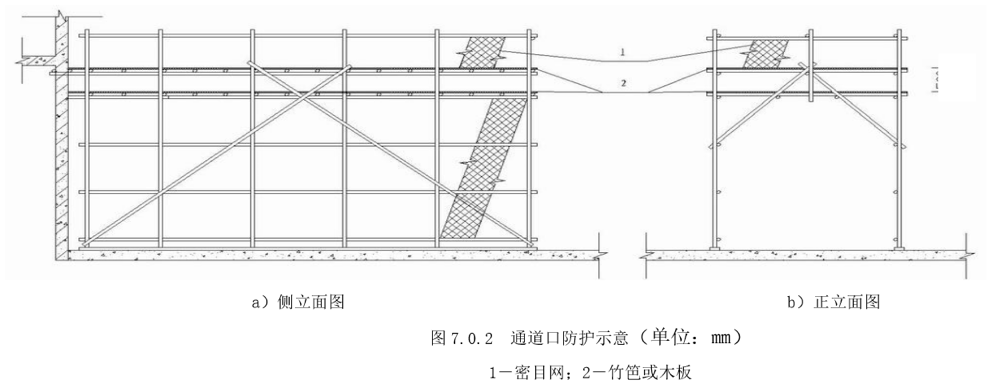 1
2
a）侧立面图
b）正立面图
图 7.0.2 通道口防护示意（单位：mm）
1－密目网；2－竹笆或木板